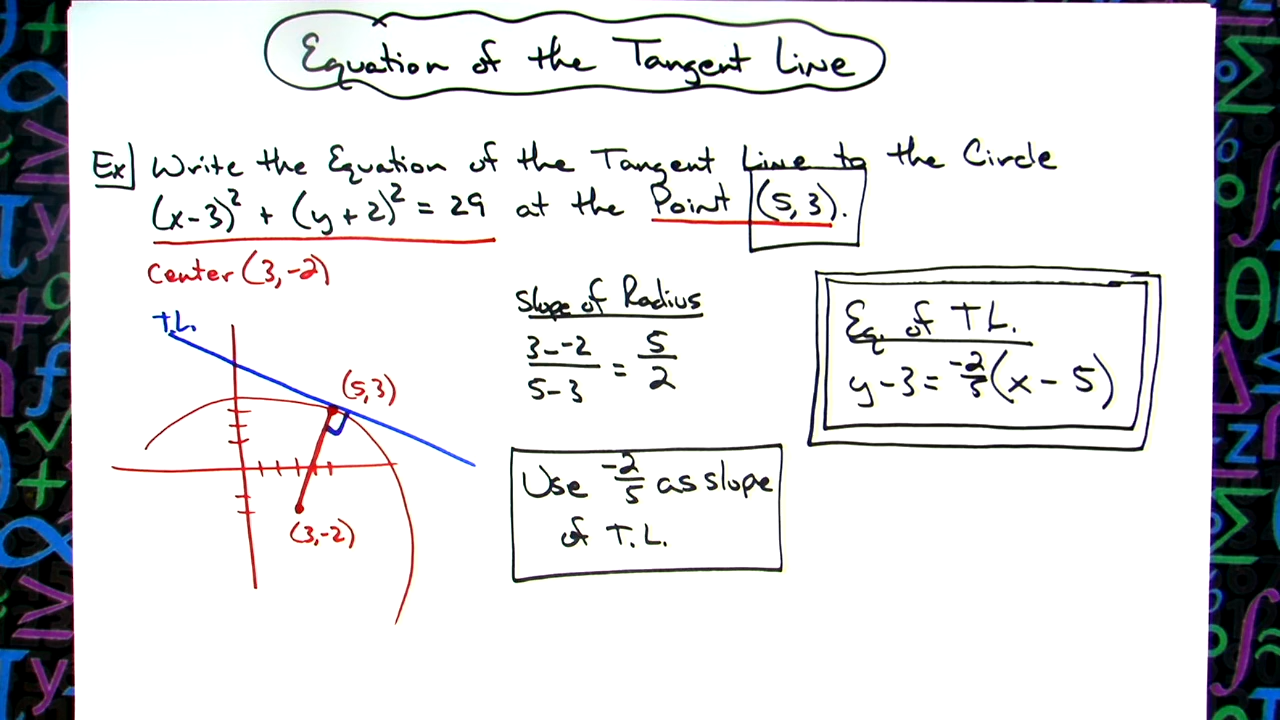 Equation of the Tangent Line
Ex] Write the Equation of the Tangent Line to the Circle
(x-3)² + (y+2)² = 29 at the Point (5,3).
center (3,-2)
T.L.
(5,3)
(3,-2)
Slope of Radius
3--2/5-3 = 5/2
Use -2/5 as slope
of T.L.
Eq. of T.L.
y-3 = -2/5(x-5)